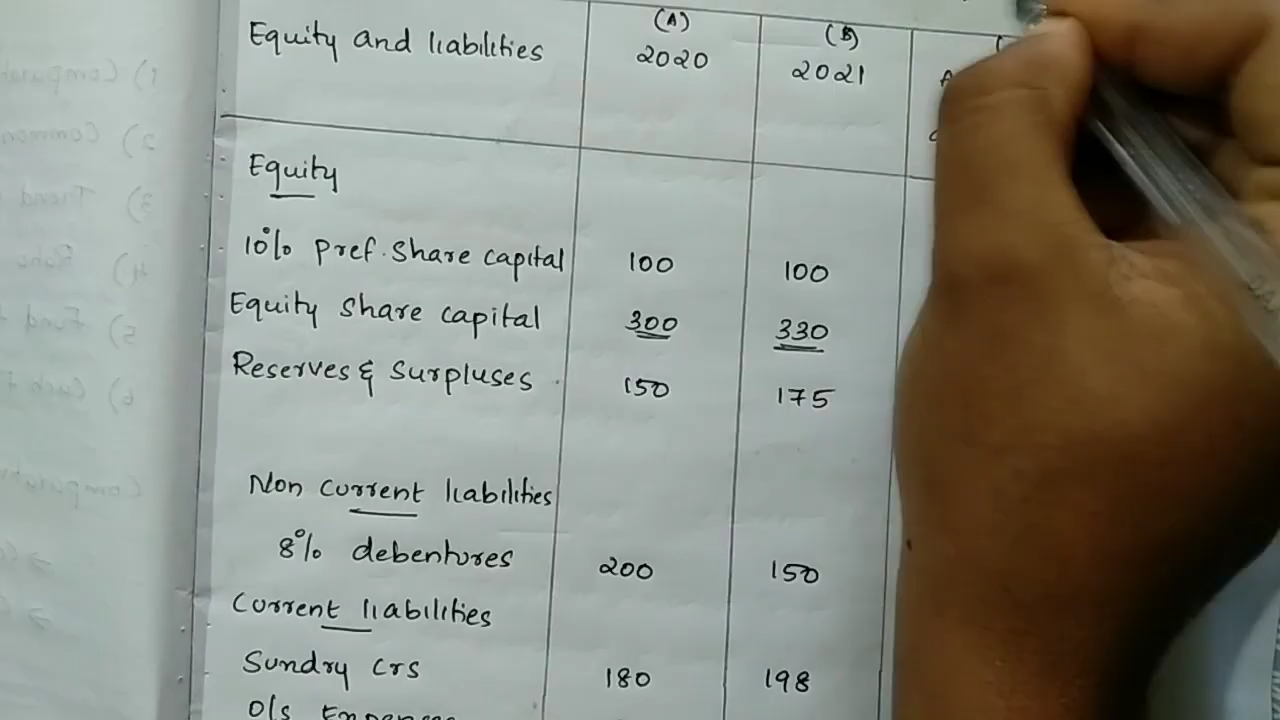 (A) (B)
Equity and liabilities 2020 2021
Equity
10% Pref. Share capital 100 100
Equity Share capital 300 330
Reserves & Surpluses 150 175
Non Current liabilities
8% debentures 200 150
Current liabilities
Sundry Crs 180 198
O/s